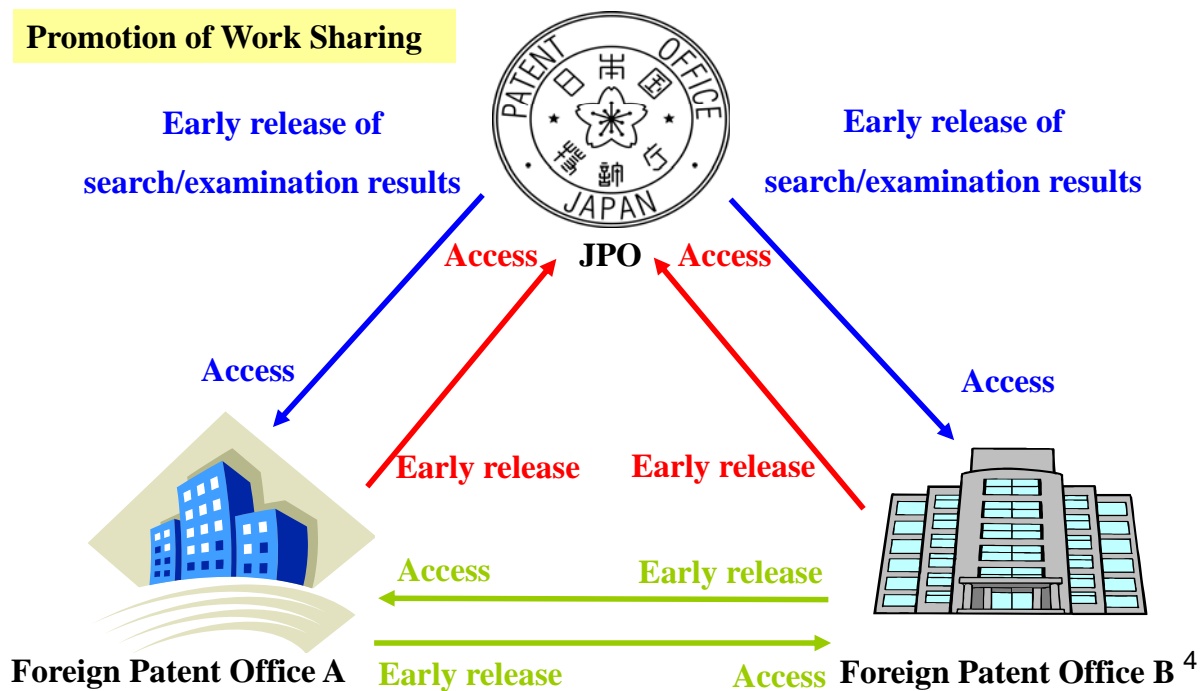 Promotion of Work Sharing
PATENT OFFICE
日本国
特許庁
JAPAN
Early release of
search/examination results
Early release of
search/examination results
Access
JPO
Access
Access
Access
Early release
Early release
Access
Early release
Foreign Patent Office A
Early release
Access
Foreign Patent Office B
4